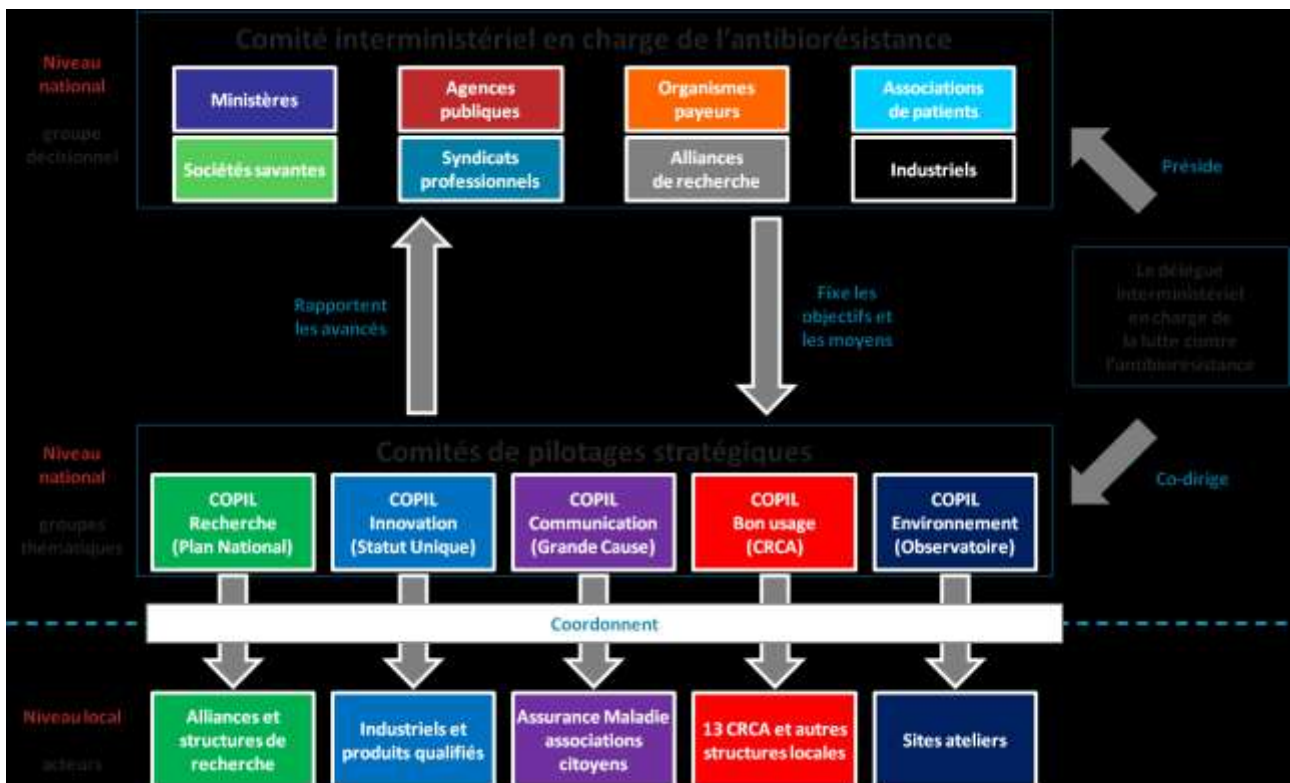 Comité interministériel en charge de l'antibiorésistance
Niveau
national
groupe
décisionnel
Ministères
Agences
publiques
Organismes
payeurs
Associations
de patients
Sociétés savantes
Syndicats
professionnels
Alliances
de recherche
Industriels
Préside
Rapportent
les avancés
Fixe les
objectifs et
les moyens
Le délégué
interministériel
en charge de
la lutte contre
l'antibiorésistance
Co-dirige
Comités de pilotages stratégiques
Niveau
national
groupes
thématiques
COPIL
Recherche
(Plan National)
COPIL
Innovation
(Statut Unique)
COPIL
Communication
(Grande Cause)
COPIL
Bon usage
(CRCA)
COPIL
Environnement
(Observatoire)
Coordonnent
Niveau local
acteurs
Alliances et
structures de
recherche
Industriels et
produits qualifiés
Assurance Maladie
associations
citoyens
13 CRCA et autres
structures locales
Sites ateliers